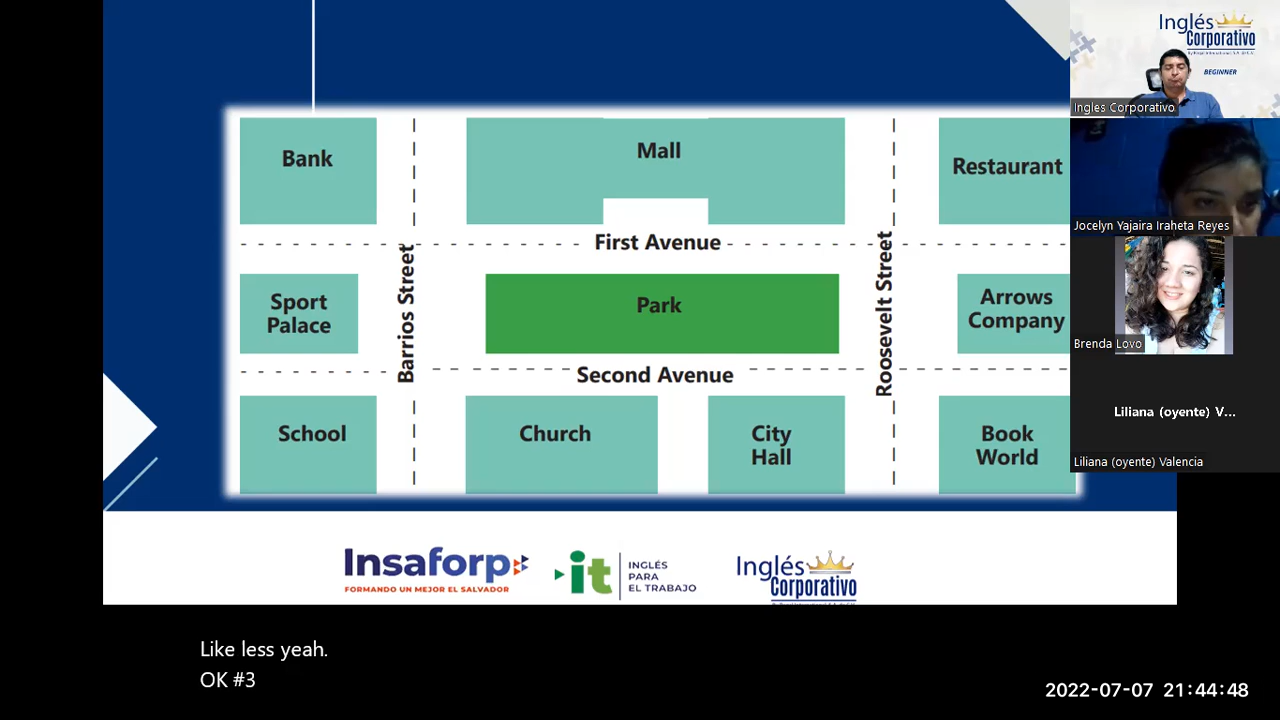 Bank
Mall
Restaurant
First Avenue
Barrios Street
Roosevelt Street
Sport
Palace
Park
Arrows
Company
Second Avenue
School
Church
City
Hall
Book
World
Insaforp
FORMANDO UN MEJOR EL SALVADOR
it
INGLÉS
PARA
EL TRABAJO
Inglés
Corporativo
Inglés
Corporativo
BEGINNER
Ingles Corporativo
Jocelyn Yajaira Iraheta Reyes
Brenda Lovo
Liliana (oyente) V...
Liliana (oyente) Valencia
Like less yeah.
OK #3
2022-07-07 21:44:48